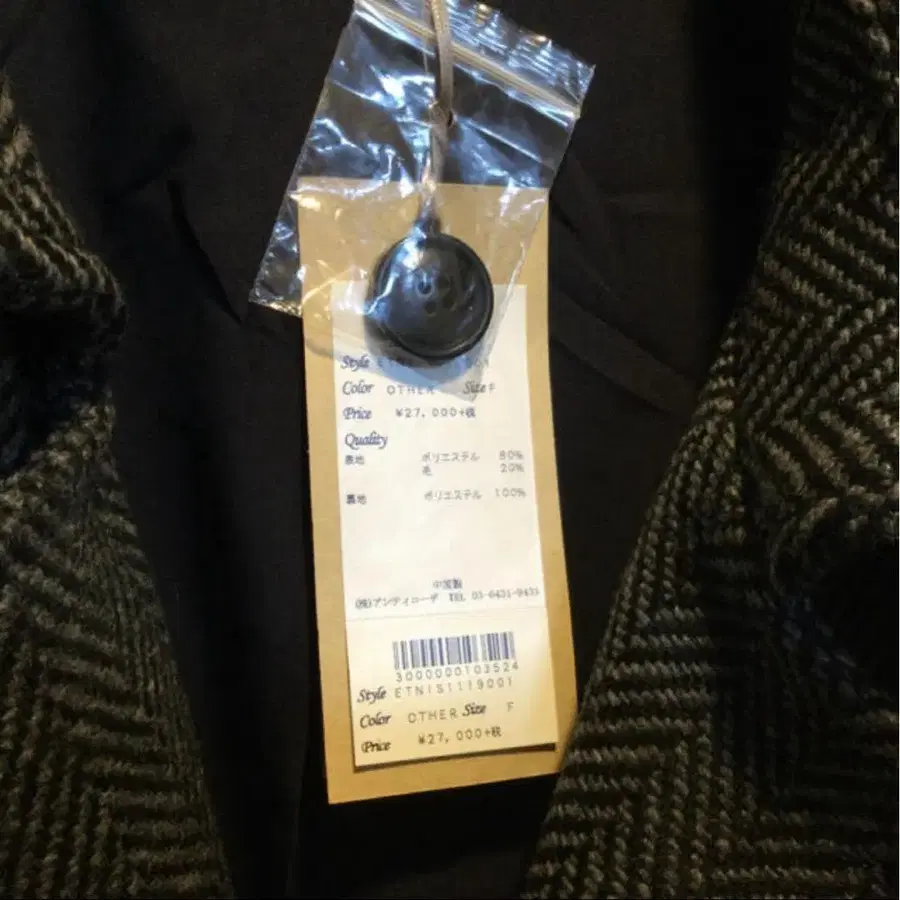 Style
Color OTHER Size F
Price ¥27,000+税
Quality
表地 ポリエステル 80%
毛 20%
裏地 ポリエステル 100%
中国製
(株)アンティローザ TEL 03-6431-9433
3000000103524
Style ETNIS1119001
Color OTHER Size F
Price ¥27,000+税